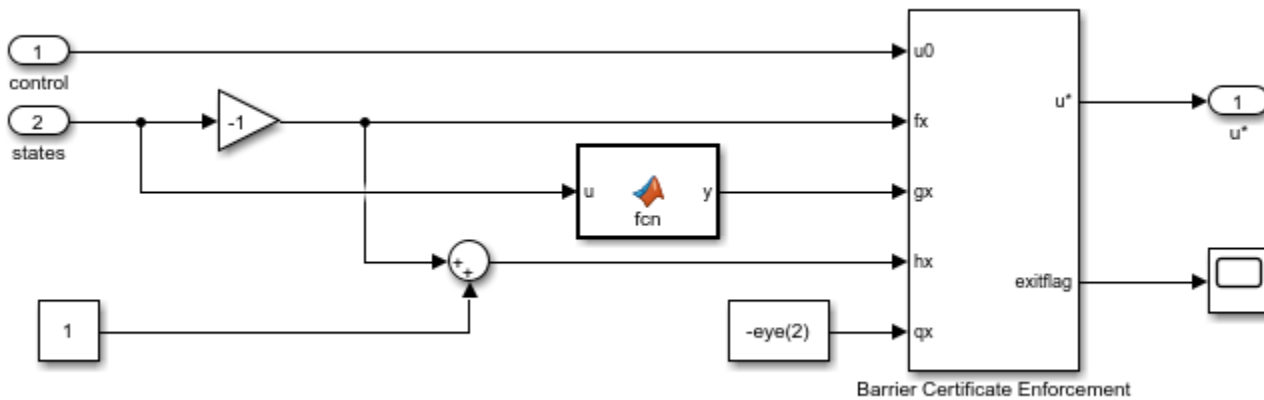 1
control
2
states
-1
u
fcn
y
1
-eye(2)
u0
fx
gx
hx
qx
u*
exitflag
Barrier Certificate Enforcement
1
u*
+
+